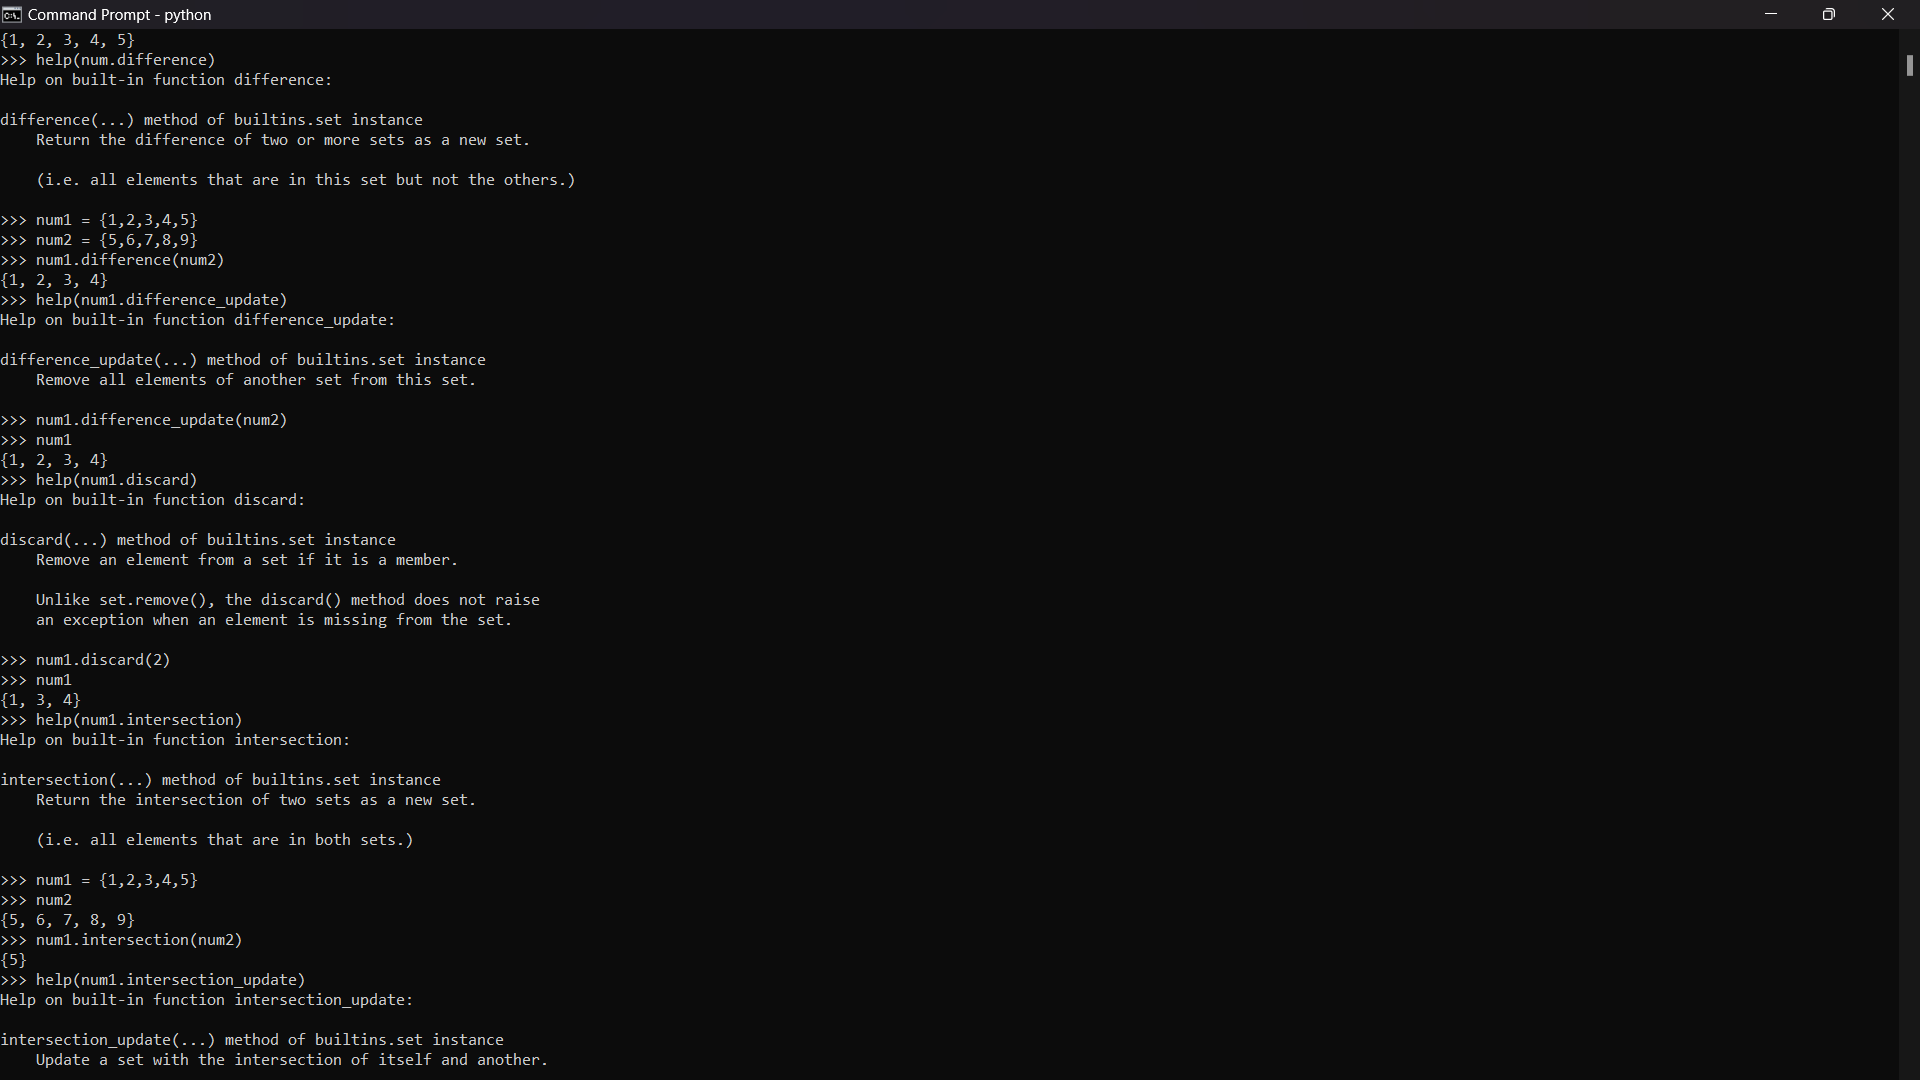 Command Prompt - python
{1, 2, 3, 4, 5}
>>> help(num.difference)
Help on built-in function difference:
difference(...) method of builtins.set instance
    Return the difference of two or more sets as a new set.
    (i.e. all elements that are in this set but not the others.)
>>> num1 = {1,2,3,4,5}
>>> num2 = {5,6,7,8,9}
>>> num1.difference(num2)
{1, 2, 3, 4}
>>> help(num1.difference_update)
Help on built-in function difference_update:
difference_update(...) method of builtins.set instance
    Remove all elements of another set from this set.
>>> num1.difference_update(num2)
>>> num1
{1, 2, 3, 4}
>>> help(num1.discard)
Help on built-in function discard:
discard(...) method of builtins.set instance
    Remove an element from a set if it is a member.
    Unlike set.remove(), the discard() method does not raise
    an exception when an element is missing from the set.
>>> num1.discard(2)
>>> num1
{1, 3, 4}
>>> help(num1.intersection)
Help on built-in function intersection:
intersection(...) method of builtins.set instance
    Return the intersection of two sets as a new set.
    (i.e. all elements that are in both sets.)
>>> num1 = {1,2,3,4,5}
>>> num2
{5, 6, 7, 8, 9}
>>> num1.intersection(num2)
{5}
>>> help(num1.intersection_update)
Help on built-in function intersection_update:
intersection_update(...) method of builtins.set instance
    Update a set with the intersection of itself and another.